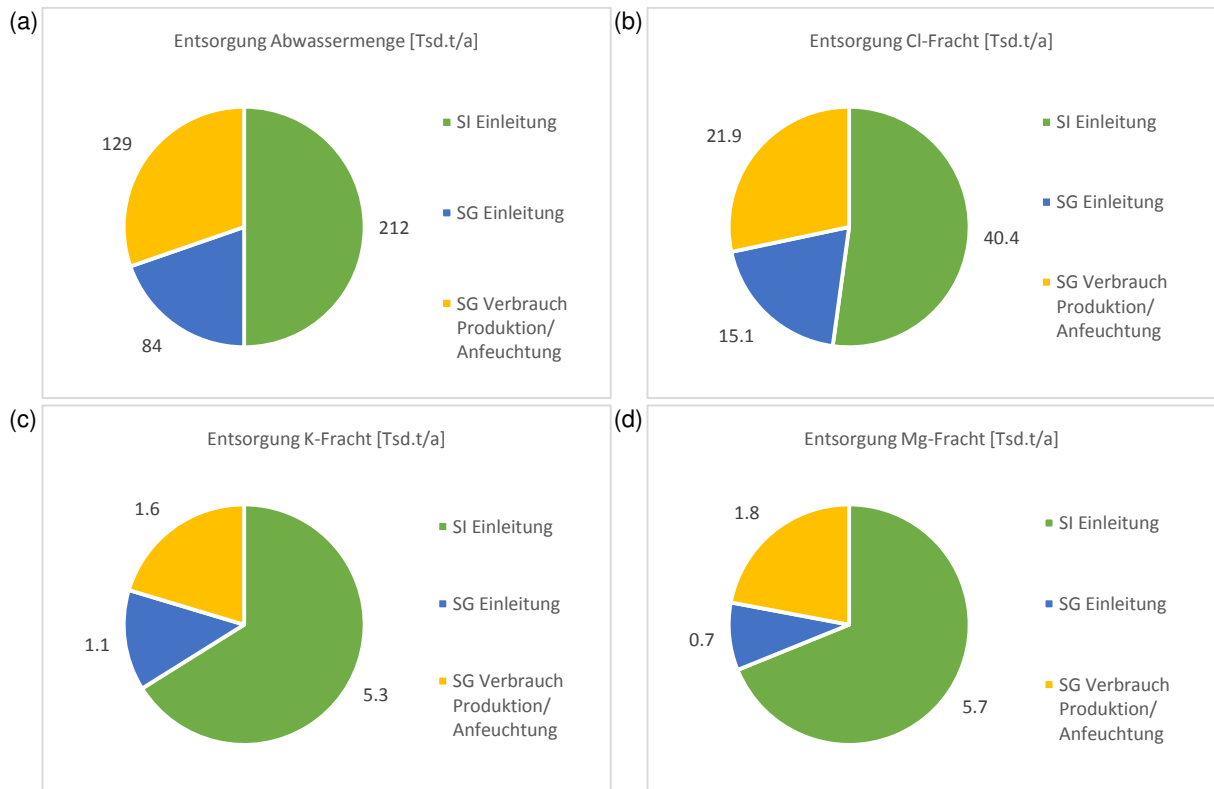 (a)
Entsorgung Abwassermenge [Tsd.t/a]
129
212
84
SI Einleitung
SG Einleitung
SG Verbrauch
Produktion/
Anfeuchtung
(b)
Entsorgung Cl-Fracht [Tsd.t/a]
21.9
40.4
15.1
SI Einleitung
SG Einleitung
SG Verbrauch
Produktion/
Anfeuchtung
(c)
Entsorgung K-Fracht [Tsd.t/a]
1.6
1.1
5.3
SI Einleitung
SG Einleitung
SG Verbrauch
Produktion/
Anfeuchtung
(d)
Entsorgung Mg-Fracht [Tsd.t/a]
1.8
0.7
5.7
SI Einleitung
SG Einleitung
SG Verbrauch
Produktion/
Anfeuchtung